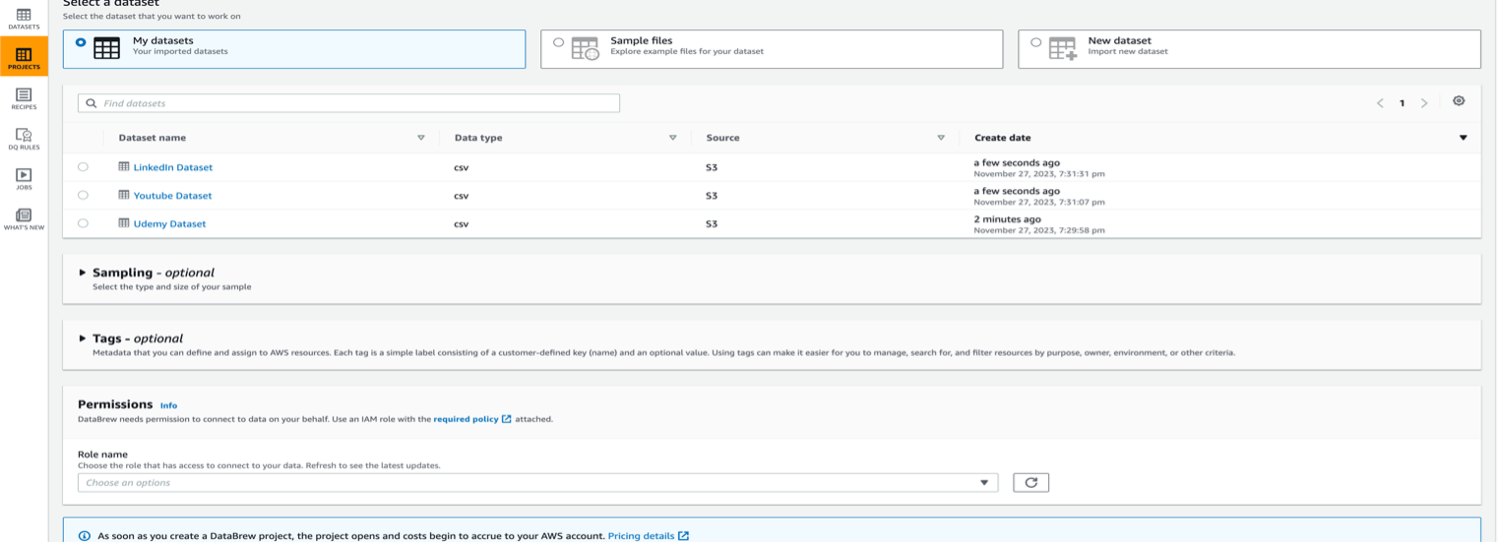 Select a dataset
Select the dataset that you want to work on
DATASETS
PROJECTS
RECIPES
DQ RULES
JOBS
WHAT'S NEW
My datasets
Your imported datasets
Sample files
Explore example files for your dataset
New dataset
Import new dataset
Find datasets
1
Dataset name Data type Source Create date
LinkedIn Dataset csv S3 a few seconds ago
November 27, 2023, 7:31:31 pm
Youtube Dataset csv S3 a few seconds ago
November 27, 2023, 7:31:07 pm
Udemy Dataset csv S3 2 minutes ago
November 27, 2023, 7:29:58 pm
Sampling - optional
Select the type and size of your sample
Tags - optional
Metadata that you can define and assign to AWS resources. Each tag is a simple label consisting of a customer-defined key (name) and an optional value. Using tags can make it easier for you to manage, search for, and filter resources by purpose, owner, environment, or other criteria.
Permissions Info
DataBrew needs permission to connect to data on your behalf. Use an IAM role with the required policy attached.
Role name
Choose the role that has access to connect to your data. Refresh to see the latest updates.
Choose an options
As soon as you create a DataBrew project, the project opens and costs begin to accrue to your AWS account. Pricing details